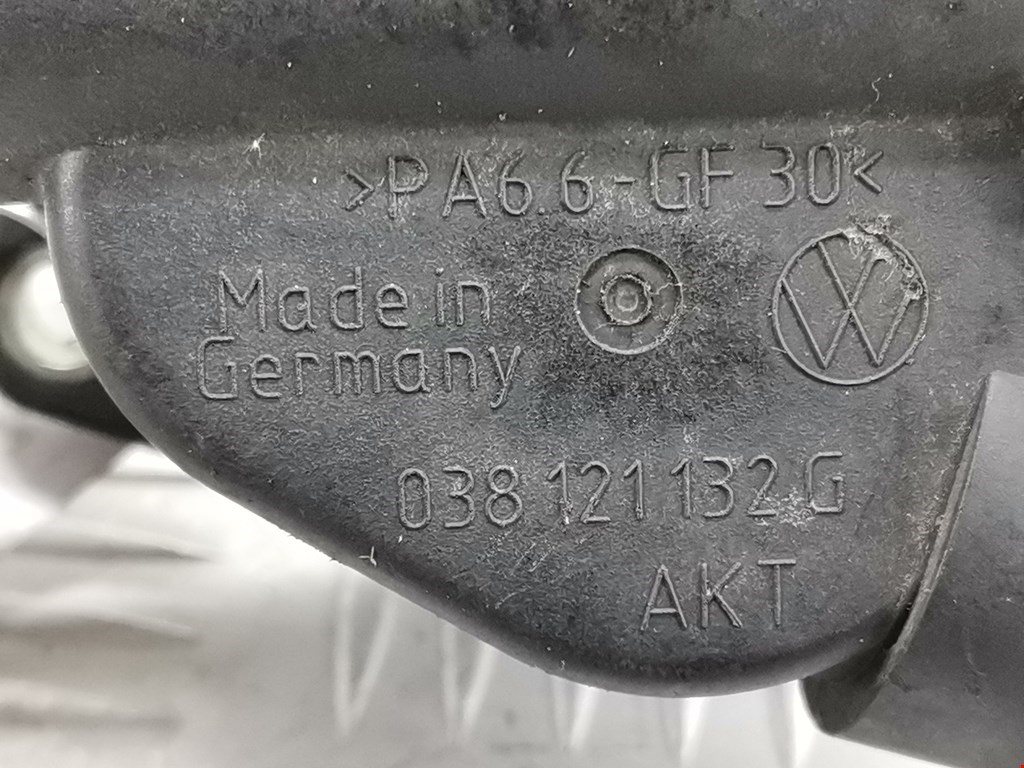 >PA6.6-GF30<
Made in
Germany
038 121 132 G
AKT